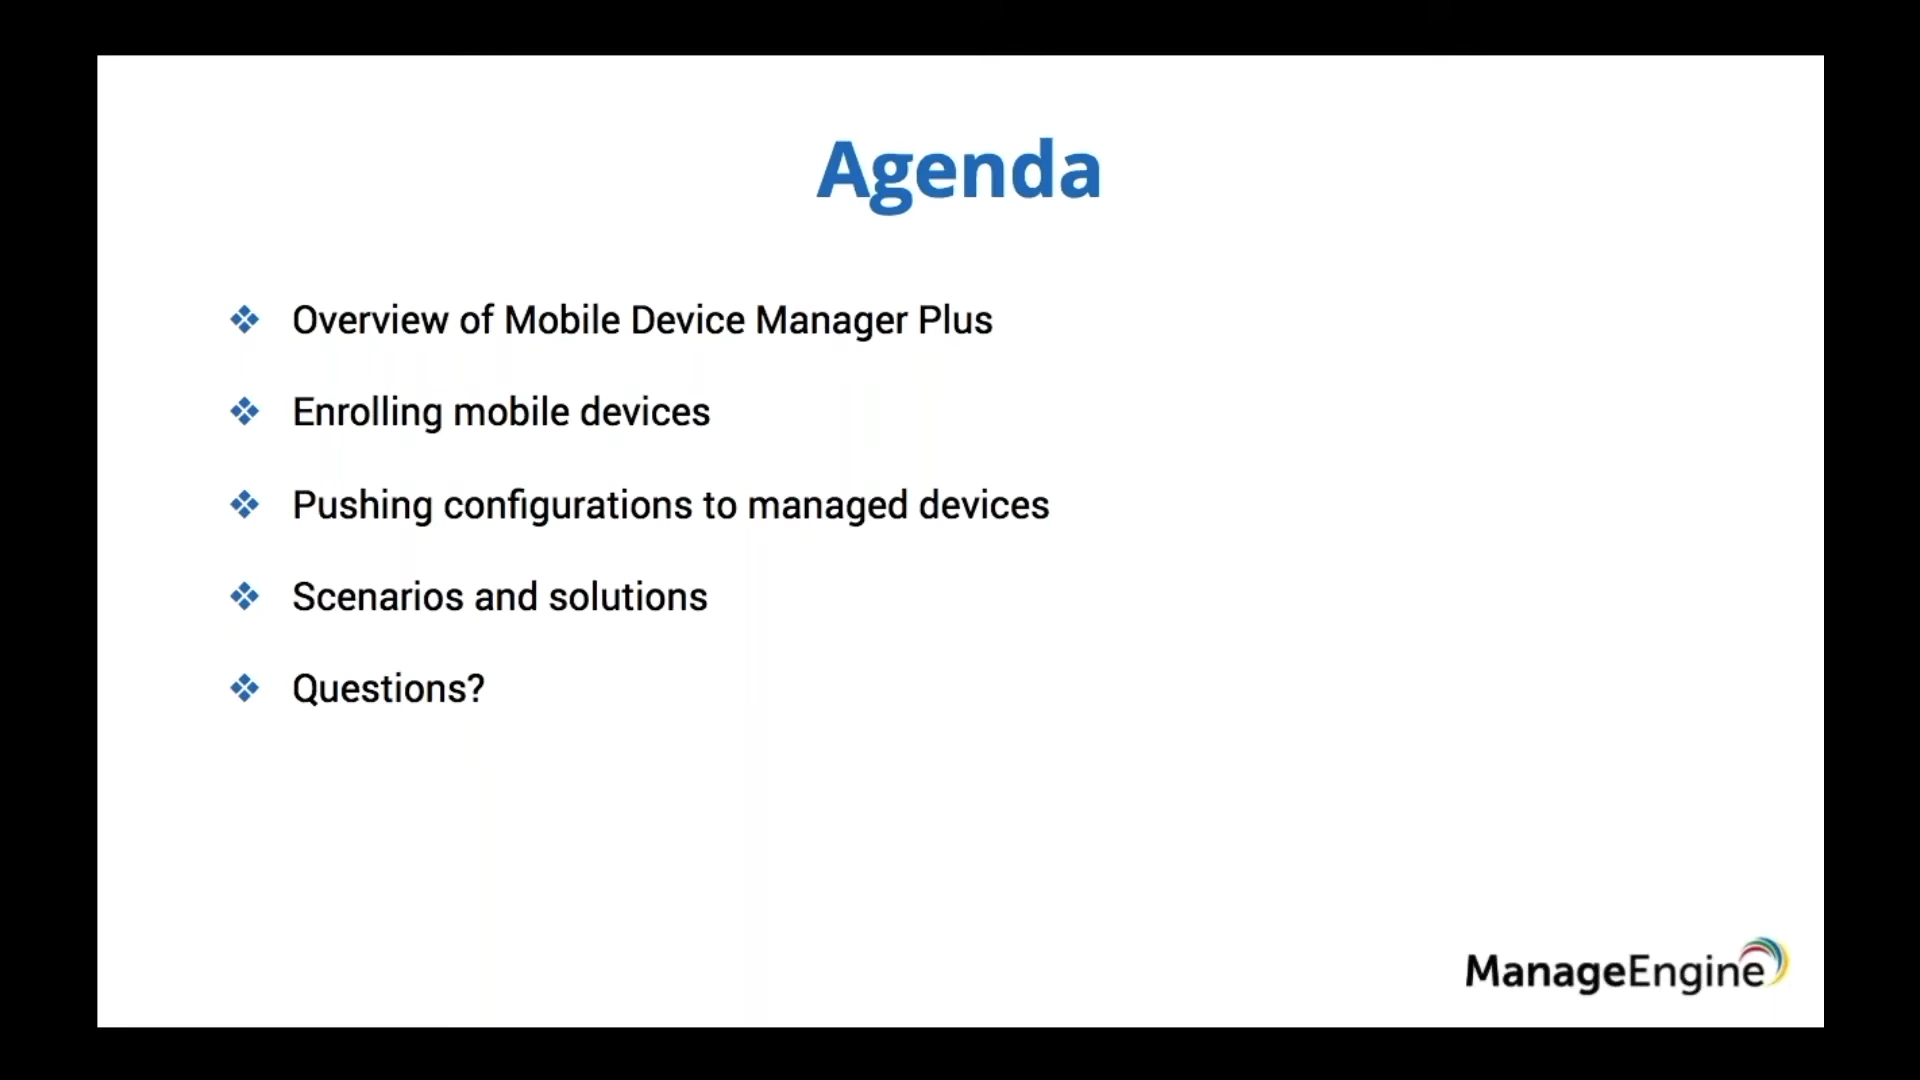 Agenda
Overview of Mobile Device Manager Plus
Enrolling mobile devices
Pushing configurations to managed devices
Scenarios and solutions
Questions?
ManageEngine